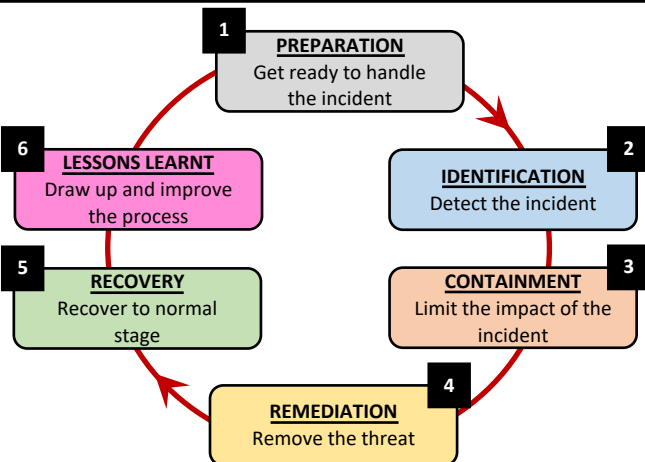 1
PREPARATION
Get ready to handle
the incident
2
IDENTIFICATION
Detect the incident
3
CONTAINMENT
Limit the impact of the
incident
4
REMEDIATION
Remove the threat
5
RECOVERY
Recover to normal
stage
6
LESSONS LEARNT
Draw up and improve
the process